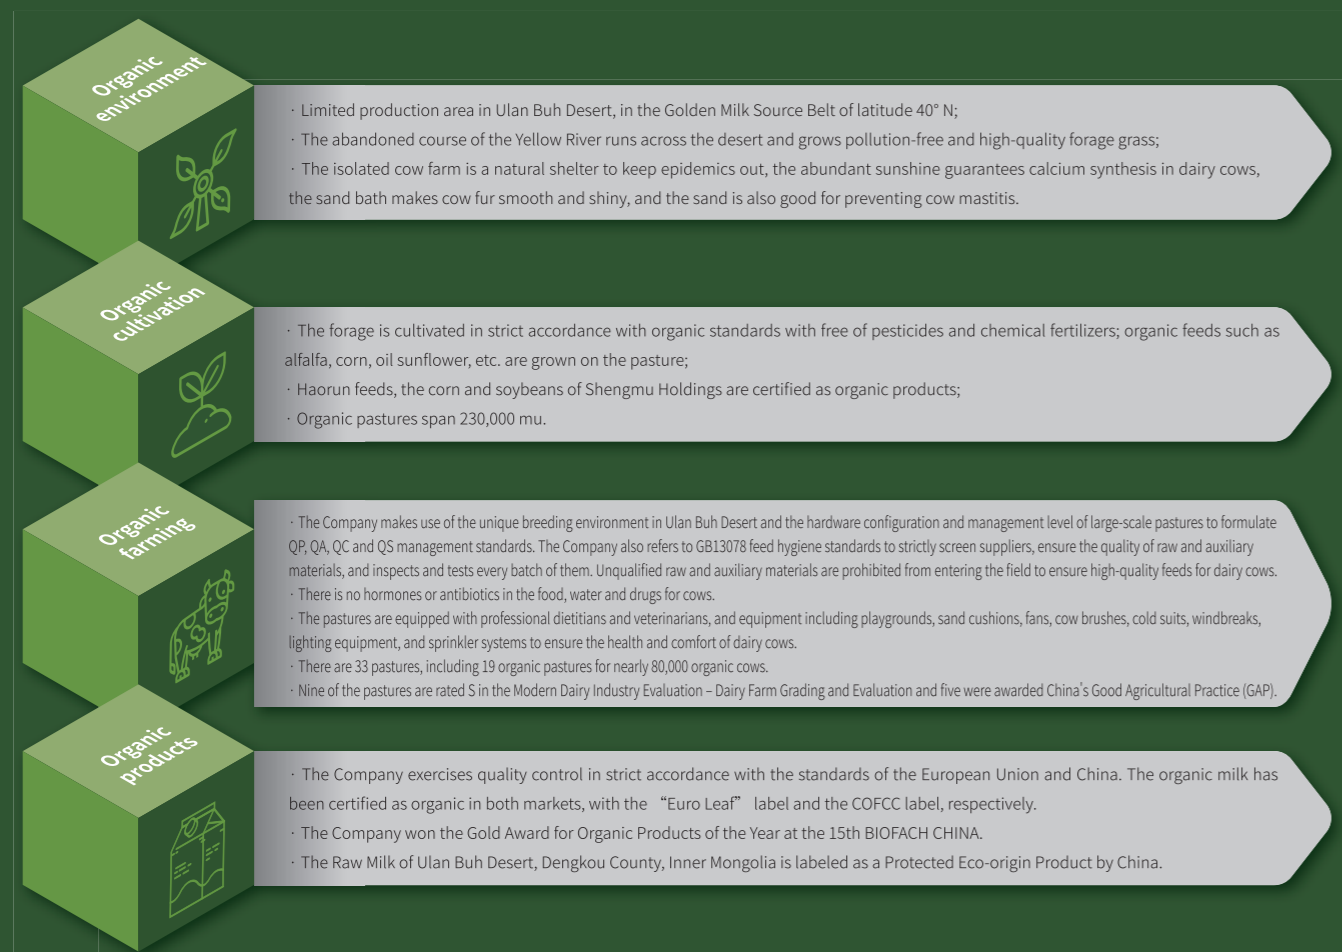 Organic
environment
· Limited production area in Ulan Buh Desert, in the Golden Milk Source Belt of latitude 40° N;
· The abandoned course of the Yellow River runs across the desert and grows pollution-free and high-quality forage grass;
· The isolated cow farm is a natural shelter to keep epidemics out, the abundant sunshine guarantees calcium synthesis in dairy cows,
the sand bath makes cow fur smooth and shiny, and the sand is also good for preventing cow mastitis.
Organic
cultivation
· The forage is cultivated in strict accordance with organic standards with free of pesticides and chemical fertilizers; organic feeds such as
alfalfa, corn, oil sunflower, etc. are grown on the pasture;
· Haorun feeds, the corn and soybeans of Shengmu Holdings are certified as organic products;
· Organic pastures span 230,000 mu.
Organic
farming
· The Company makes use of the unique breeding environment in Ulan Buh Desert and the hardware configuration and management level of large-scale pastures to formulate
QP, QA, QC and QS management standards. The Company also refers to GB13078 feed hygiene standards to strictly screen suppliers, ensure the quality of raw and auxiliary
materials, and inspects and tests every batch of them. Unqualified raw and auxiliary materials are prohibited from entering the field to ensure high-quality feeds for dairy cows.
· There is no hormones or antibiotics in the food, water and drugs for cows.
· The pastures are equipped with professional dietitians and veterinarians, and equipment including playgrounds, sand cushions, fans, cow brushes, cold suits, windbreaks,
lighting equipment, and sprinkler systems to ensure the health and comfort of dairy cows.
· There are 33 pastures, including 19 organic pastures for nearly 80,000 organic cows.
· Nine of the pastures are rated S in the Modern Dairy Industry Evaluation – Dairy Farm Grading and Evaluation and five were awarded China's Good Agricultural Practice (GAP).
Organic
products
· The Company exercises quality control in strict accordance with the standards of the European Union and China. The organic milk has
been certified as organic in both markets, with the “Euro Leaf” label and the COFCC label, respectively.
· The Company won the Gold Award for Organic Products of the Year at the 15th BIOFACH CHINA.
· The Raw Milk of Ulan Buh Desert, Dengkou County, Inner Mongolia is labeled as a Protected Eco-origin Product by China.